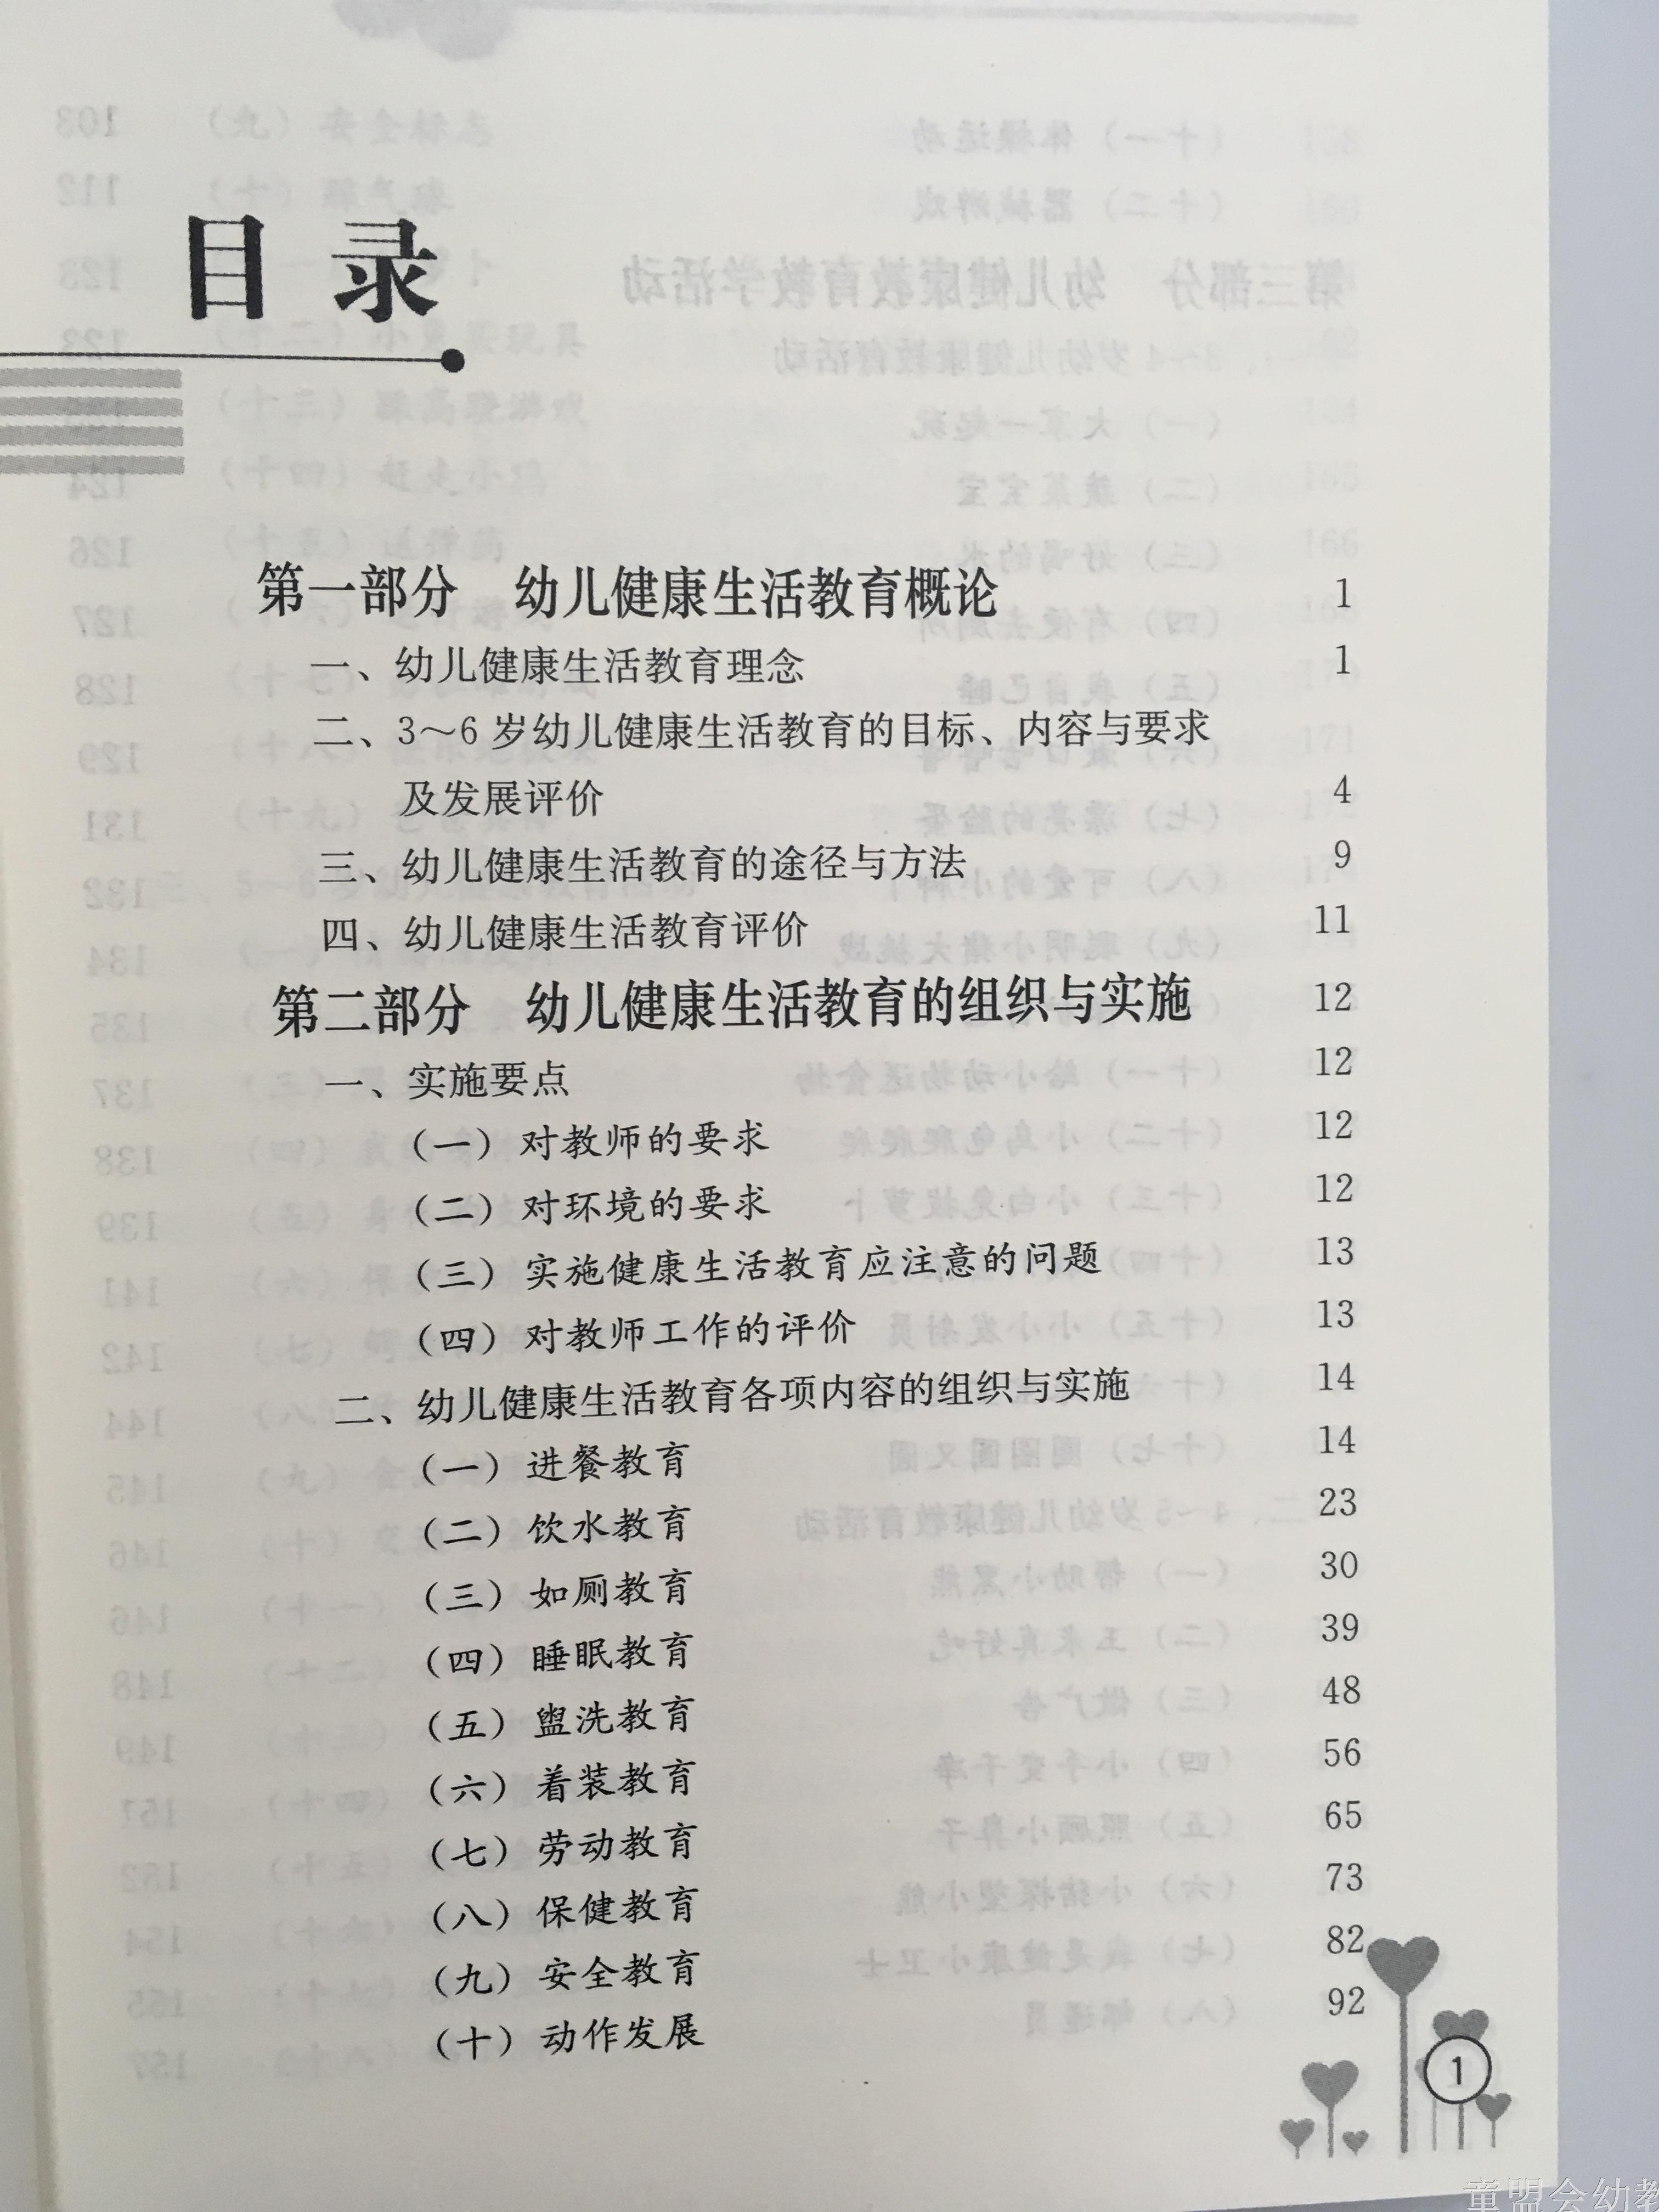 目录
第一部分 幼儿健康生活教育概论 1
一、幼儿健康生活教育理念 1
二、3～6岁幼儿健康生活教育的目标、内容与要求
及发展评价 4
三、幼儿健康生活教育的途径与方法 9
四、幼儿健康生活教育评价 11
第二部分 幼儿健康生活教育的组织与实施 12
一、实施要点 12
（一）对教师的要求 12
（二）对环境的要求 12
（三）实施健康生活教育应注意的问题 13
（四）对教师工作的评价 13
二、幼儿健康生活教育各项内容的组织与实施 14
（一）进餐教育 14
（二）饮水教育 23
（三）如厕教育 30
（四）睡眠教育 39
（五）盥洗教育 48
（六）着装教育 56
（七）劳动教育 65
（八）保健教育 73
（九）安全教育 82
（十）动作发展 92
1
童盟会幼教